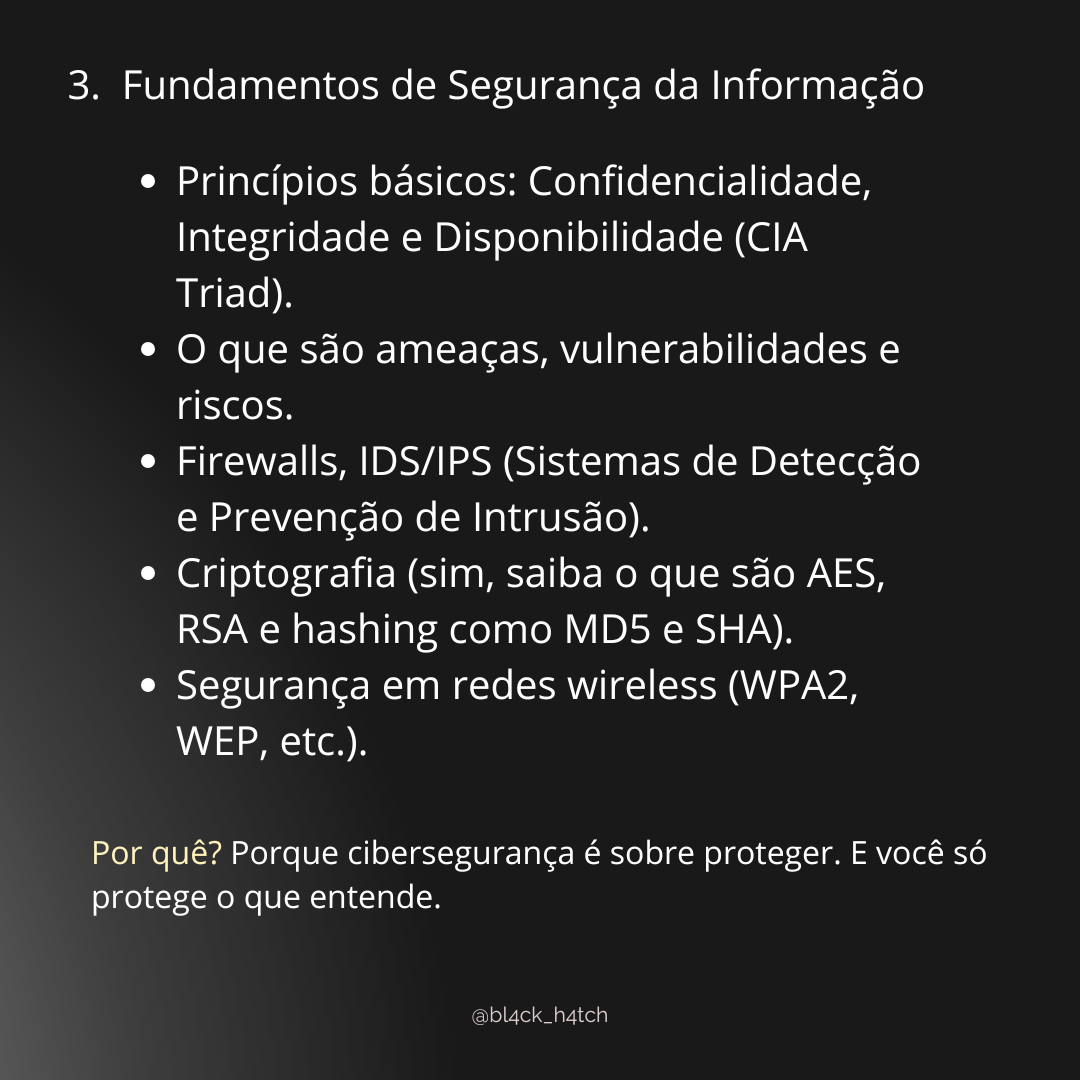 3. Fundamentos de Segurança da Informação
• Princípios básicos: Confidencialidade,
Integridade e Disponibilidade (CIA
Triad).
• O que são ameaças, vulnerabilidades e
riscos.
• Firewalls, IDS/IPS (Sistemas de Detecção
e Prevenção de Intrusão).
• Criptografia (sim, saiba o que são AES,
RSA e hashing como MD5 e SHA).
• Segurança em redes wireless (WPA2,
WEP, etc.).
Por quê? Porque cibersegurança é sobre proteger. E você só
protege o que entende.
@bl4ck_h4tch